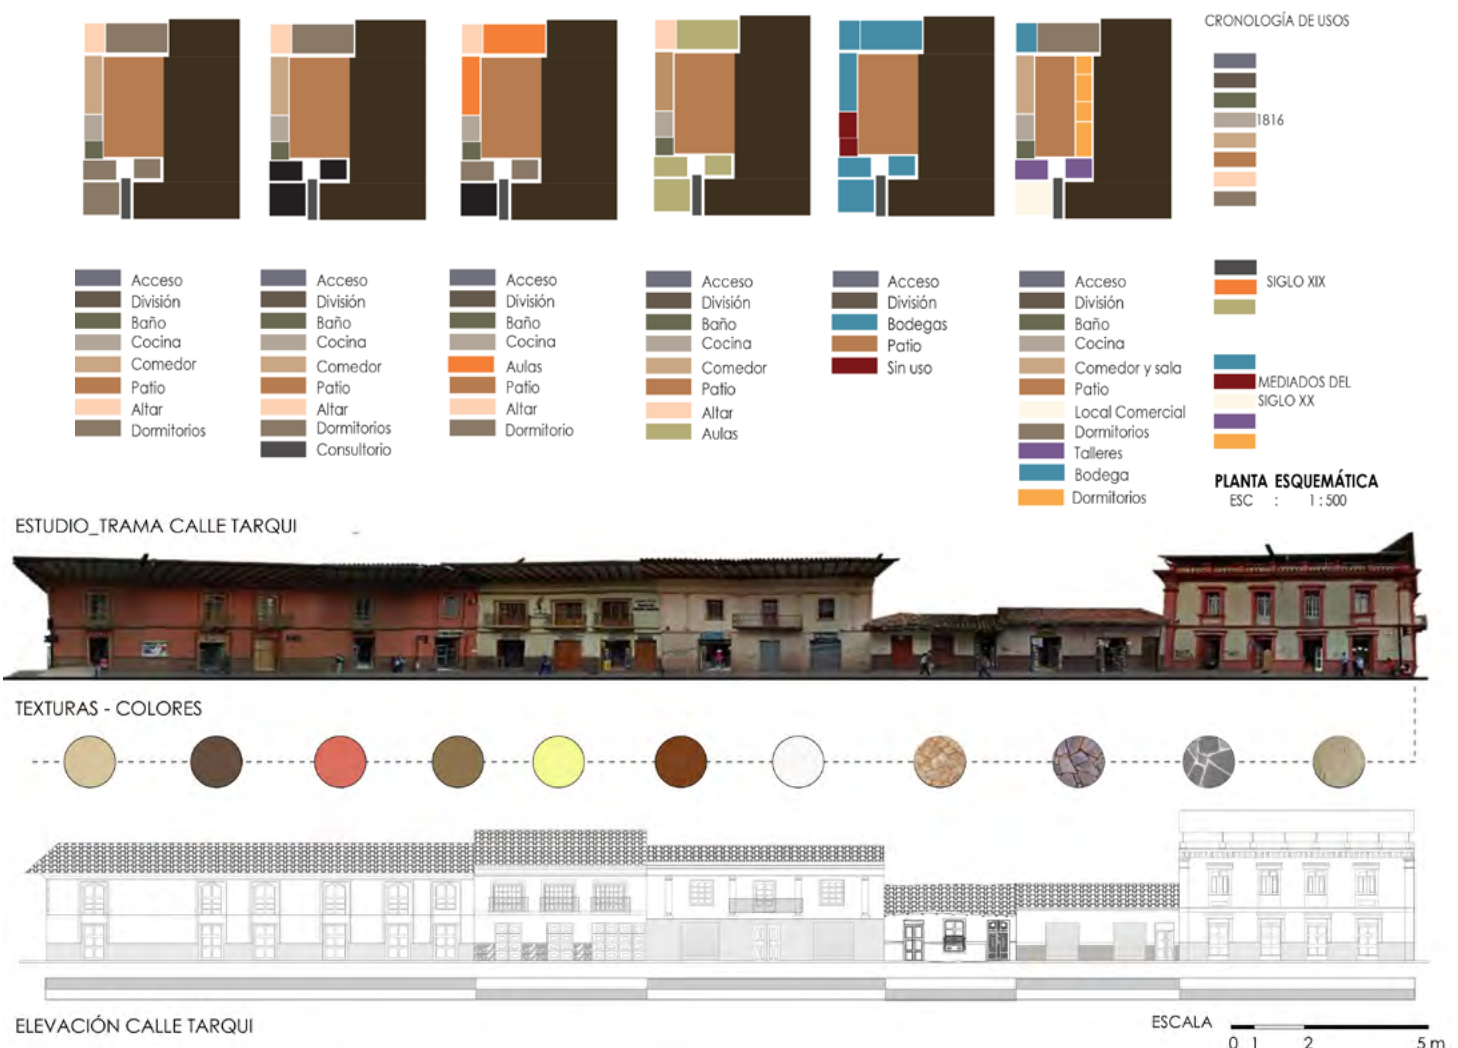 CRONOLOGÍA DE USOS
1816
SIGLO XIX
MEDIADOS DEL
SIGLO XX
PLANTA ESQUEMÁTICA
ESC : 1 : 500
Acceso
División
Baño
Cocina
Comedor
Patio
Altar
Dormitorios
Acceso
División
Baño
Cocina
Comedor
Patio
Altar
Dormitorios
Consultorio
Acceso
División
Baño
Cocina
Aulas
Patio
Altar
Dormitorio
Acceso
División
Baño
Cocina
Comedor
Patio
Altar
Aulas
Acceso
División
Bodegas
Patio
Sin uso
Acceso
División
Baño
Cocina
Comedor y sala
Patio
Local Comercial
Dormitorios
Talleres
Bodega
Dormitorios
ESTUDIO_TRAMA CALLE TARQUI
TEXTURAS - COLORES
ELEVACIÓN CALLE TARQUI
ESCALA
0 1 2 5 m